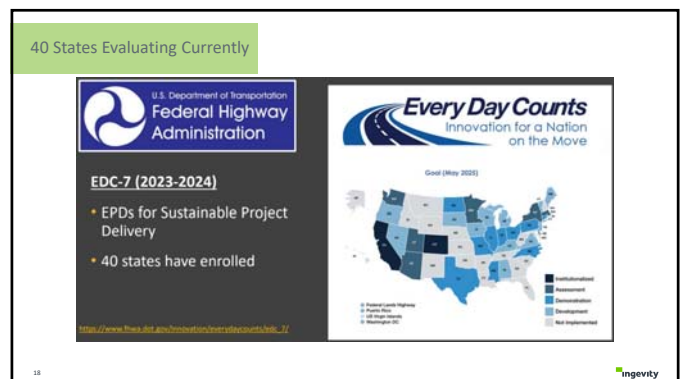 40 States Evaluating Currently
U.S. Department of Transportation
Federal Highway
Administration
EDC-7 (2023-2024)
• EPDs for Sustainable Project
Delivery
• 40 states have enrolled
https://www.fhwa.dot.gov/innovation/everydaycounts/edc_7/
Every Day Counts
Innovation for a Nation
on the Move
Goal (May 2025)
Federal Lands Highway
Puerto Rico
US Virgin Islands
Washington DC
Institutionalized
Assessment
Demonstration
Development
Not Implemented
18
ingevity